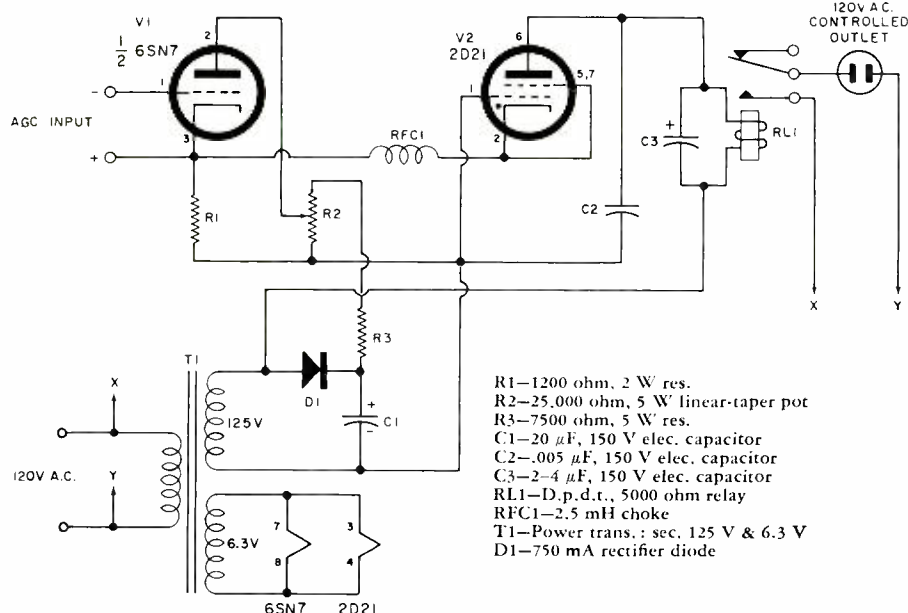 V1
1/2 6SN7
2
1
3
-
AGC INPUT
+
V2
2D21
6
5,7
1
2
RFC1
R1
R2
C2
+
C3
RL1
120V A.C.
CONTROLLED
OUTLET
X
Y
R3
T1
D1
+
C1
-
125V
X
120V A.C.
Y
6.3V
7
8
3
4
6SN7
2D21
R1—1200 ohm, 2 W res.
R2—25,000 ohm, 5 W linear-taper pot
R3—7500 ohm, 5 W res.
C1—20 µF, 150 V elec. capacitor
C2—.005 µF, 150 V elec. capacitor
C3—2-4 µF, 150 V elec. capacitor
RL1—D.p.d.t., 5000 ohm relay
RFC1—2.5 mH choke
T1—Power trans.: sec. 125 V & 6.3 V
D1—750 mA rectifier diode